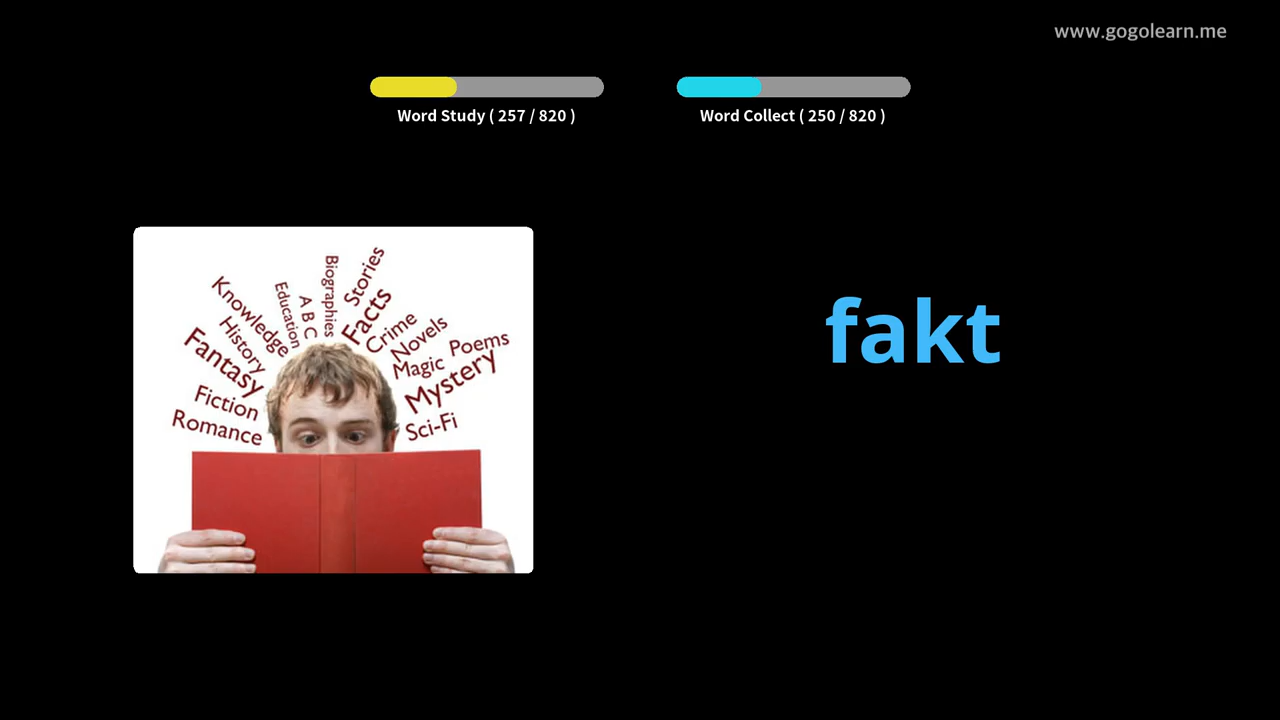 www.gogolearn.me
Word Study ( 257 / 820 )
Word Collect ( 250 / 820 )
Romance
Fiction
Fantasy
History
Knowledge
Education
A B C
Biographies
Stories
Facts
Crime
Novels
Magic
Poems
Mystery
Sci-Fi
fakt